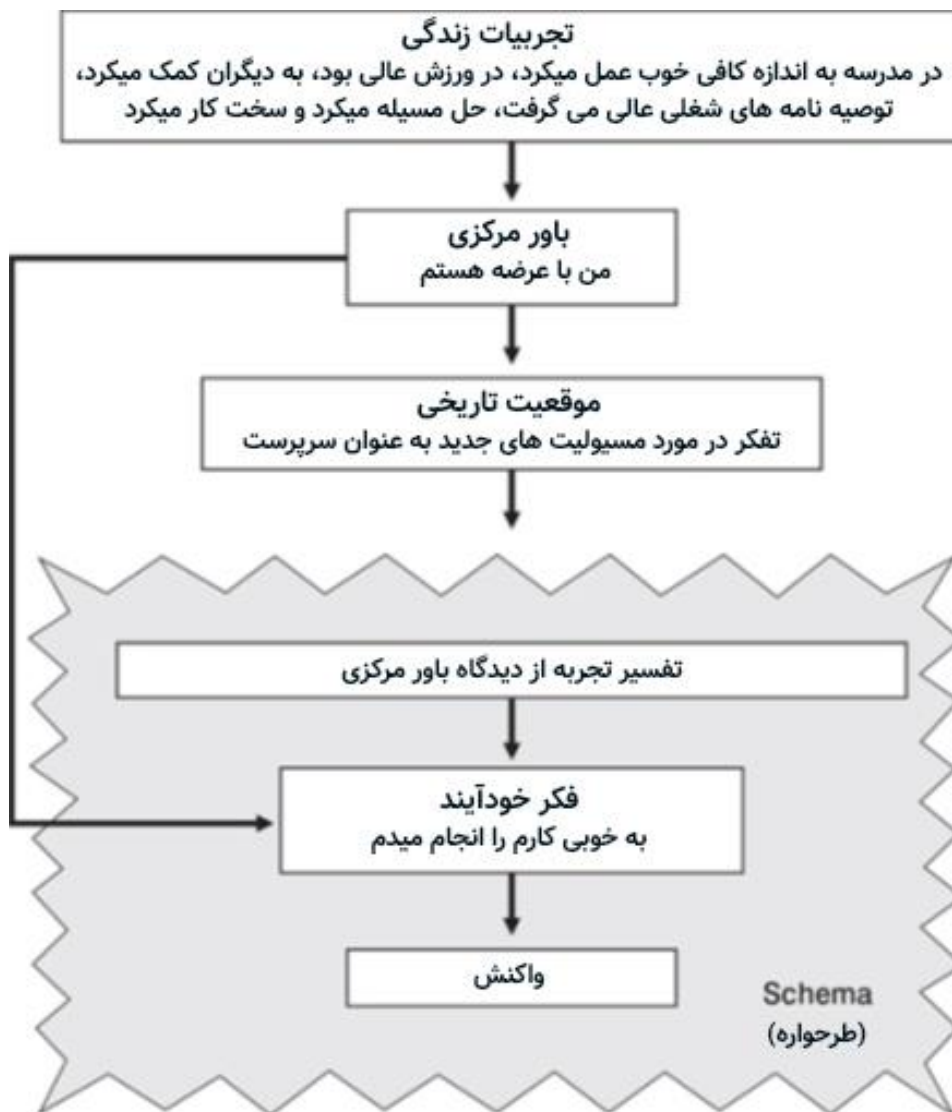 تجربیات زندگی
در مدرسه به اندازه کافی خوب عمل میکرد، در ورزش عالی بود، به دیگران کمک میکرد،
توصیه نامه های شغلی عالی می گرفت، حل مسیله میکرد و سخت کار میکرد
باور مرکزی
من با عرضه هستم
موقعیت تاریخی
تفکر در مورد مسیولیت های جدید به عنوان سرپرست
تفسیر تجربه از دیدگاه باور مرکزی
فکر خودآیند
به خوبی کارم را انجام میدم
واکنش
Schema
(طرحواره)